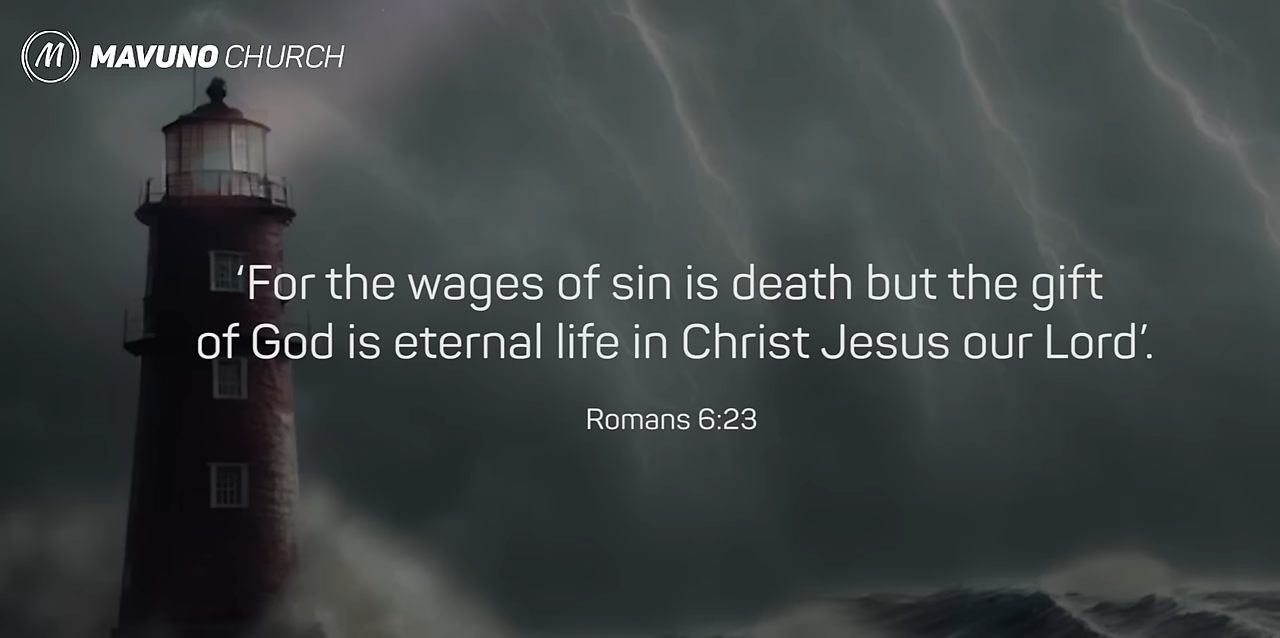 M MAVUNO CHURCH
‘For the wages of sin is death but the gift
of God is eternal life in Christ Jesus our Lord’.
Romans 6:23